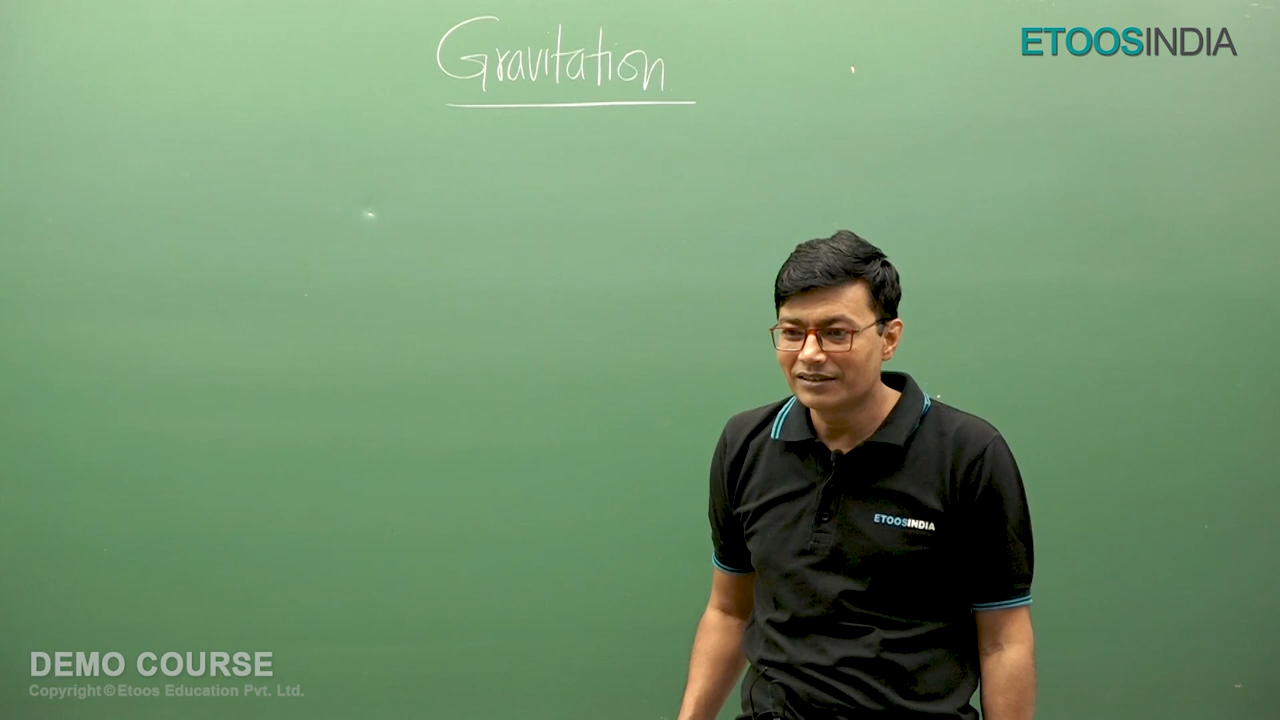 Gravitation
ETOOSINDIA
ETOOSINDIA
DEMO COURSE
Copyright © Etoos Education Pvt. Ltd.